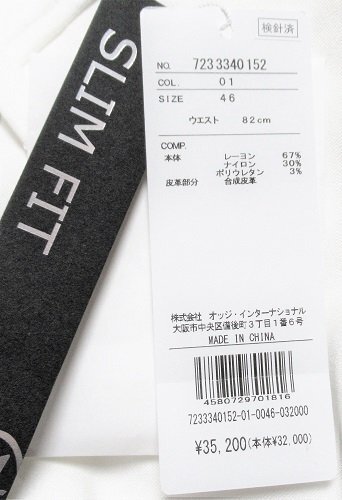 SLIM FIT
検針済
NO. 7233340152
COL. 01
SIZE 46
ウエスト 82cm
COMP.
本体 レーヨン 67%
ナイロン 30%
ポリウレタン 3%
皮革部分 合成皮革
株式会社 オッジ・インターナショナル
大阪市中央区備後町3丁目1番6号
MADE IN CHINA
4580729701816
7233340152-01-0046-032000
¥35,200(本体¥32,000)